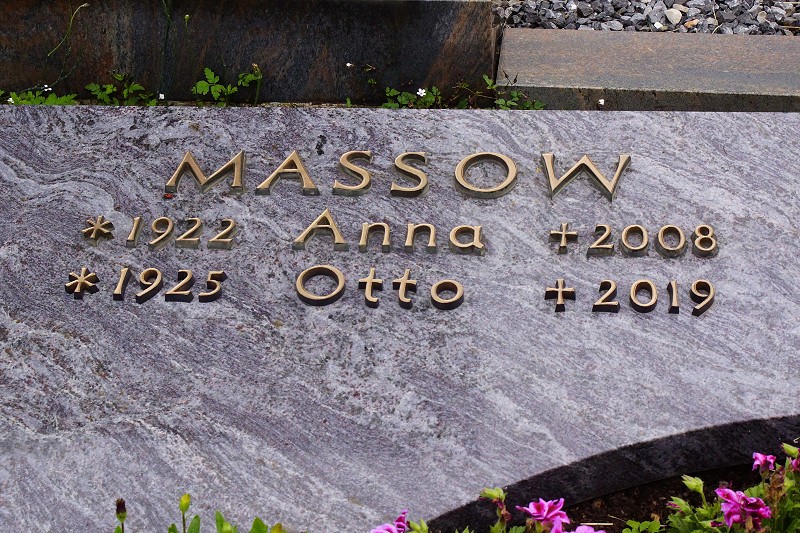 MASSOW
* 1922 Anna + 2008
* 1925 Otto + 2019